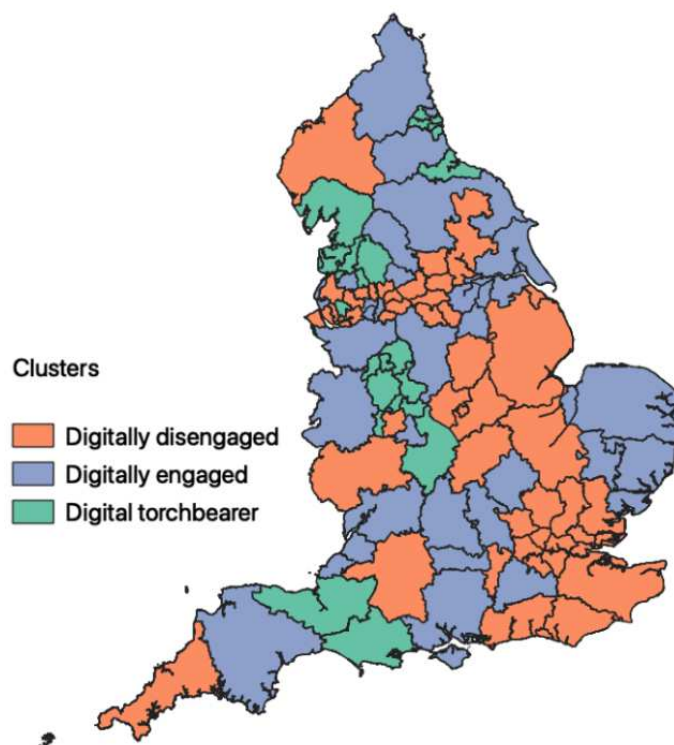 Clusters
Digitally disengaged
Digitally engaged
Digital torchbearer